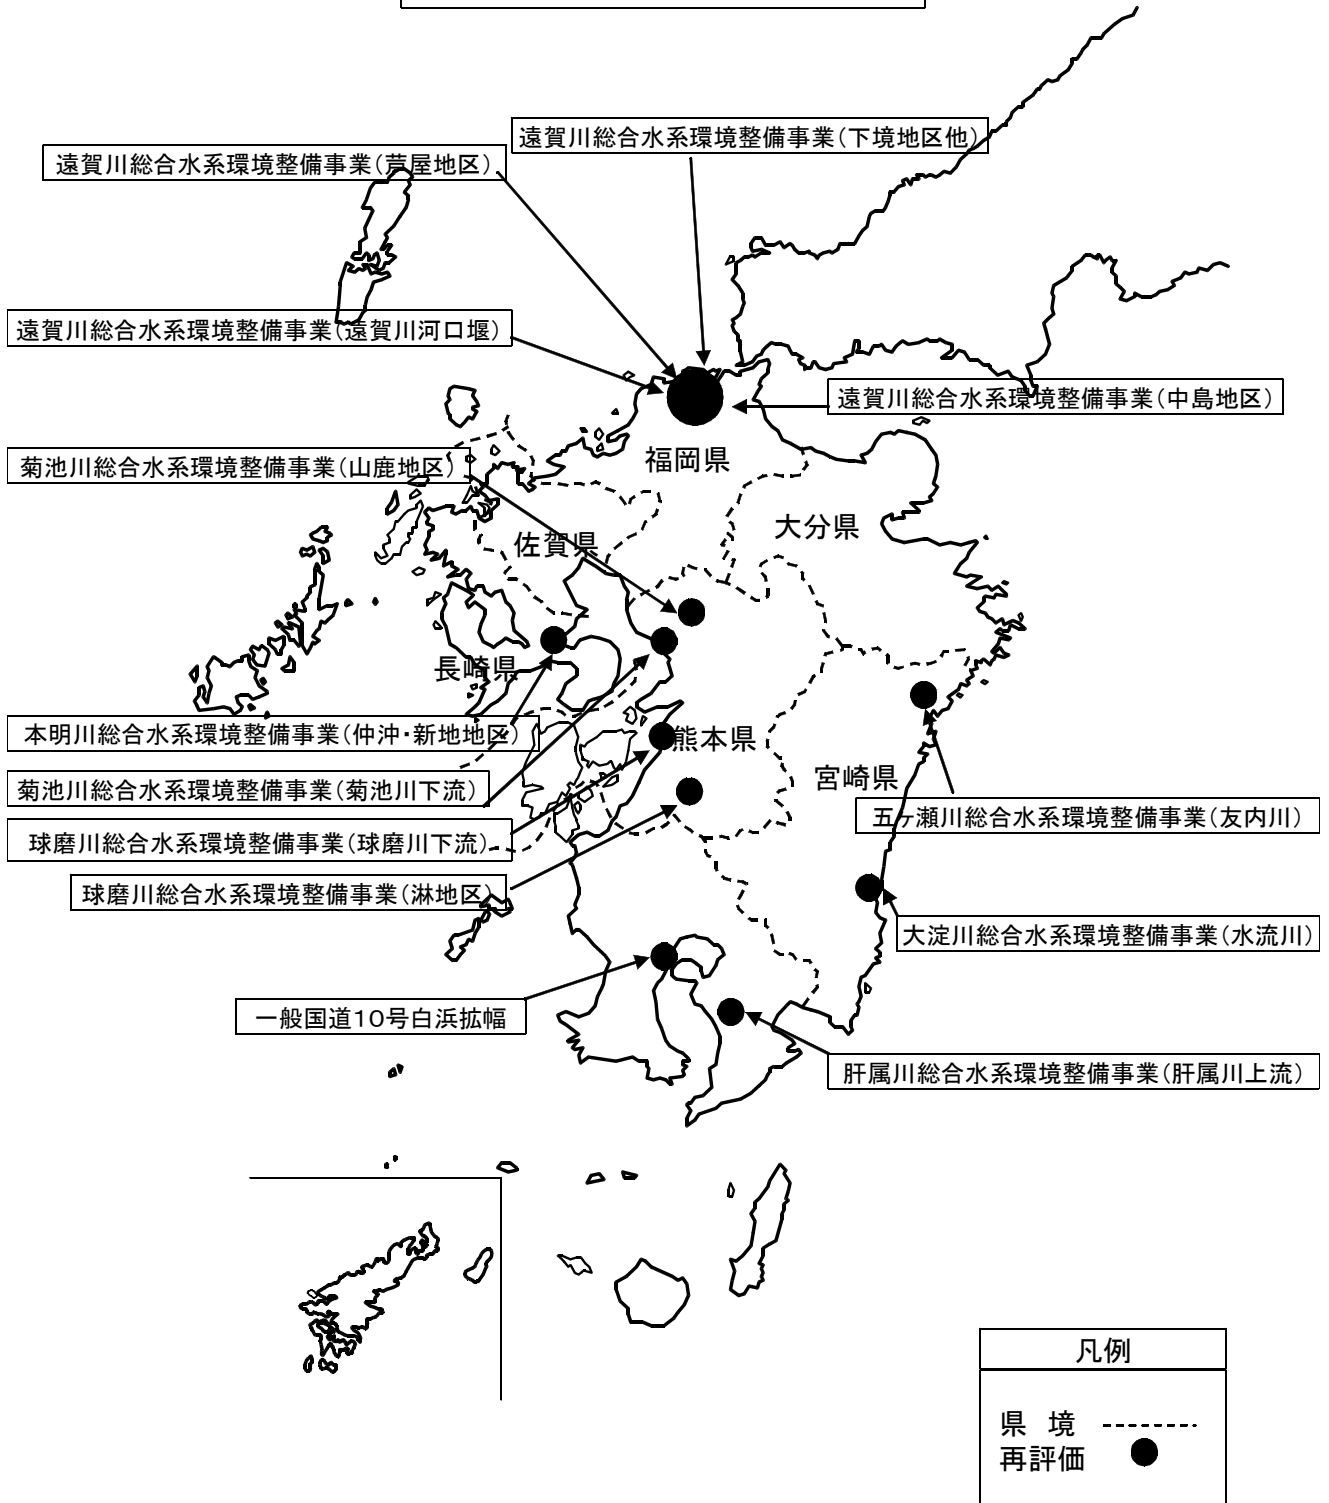 遠賀川総合水系環境整備事業(下境地区他)
遠賀川総合水系環境整備事業(芦屋地区)
遠賀川総合水系環境整備事業(遠賀川河口堰)
遠賀川総合水系環境整備事業(中島地区)
福岡県
菊池川総合水系環境整備事業(山鹿地区)
大分県
佐賀県
長崎県
本明川総合水系環境整備事業(仲沖・新地地区)
熊本県
宮崎県
菊池川総合水系環境整備事業(菊池川下流)
五ヶ瀬川総合水系環境整備事業(友内川)
球磨川総合水系環境整備事業(球磨川下流)
球磨川総合水系環境整備事業(淋地区)
大淀川総合水系環境整備事業(水流川)
一般国道10号白浜拡幅
肝属川総合水系環境整備事業(肝属川上流)
凡例
県 境
再評価